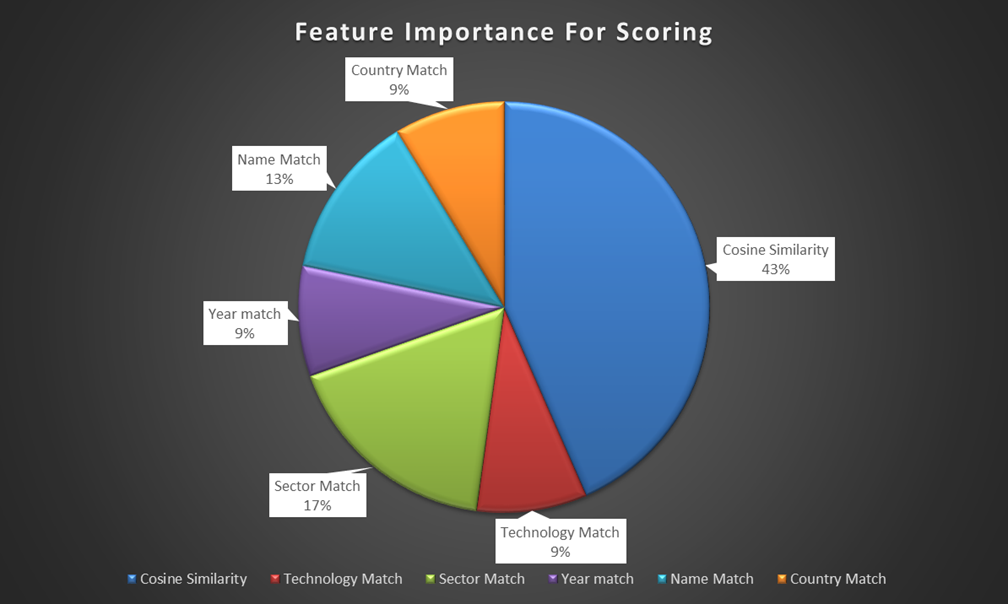 Feature Importance For Scoring
Country Match
9%
Name Match
13%
Cosine Similarity
43%
Year match
9%
Sector Match
17%
Technology Match
9%
Cosine Similarity Technology Match Sector Match Year match Name Match Country Match